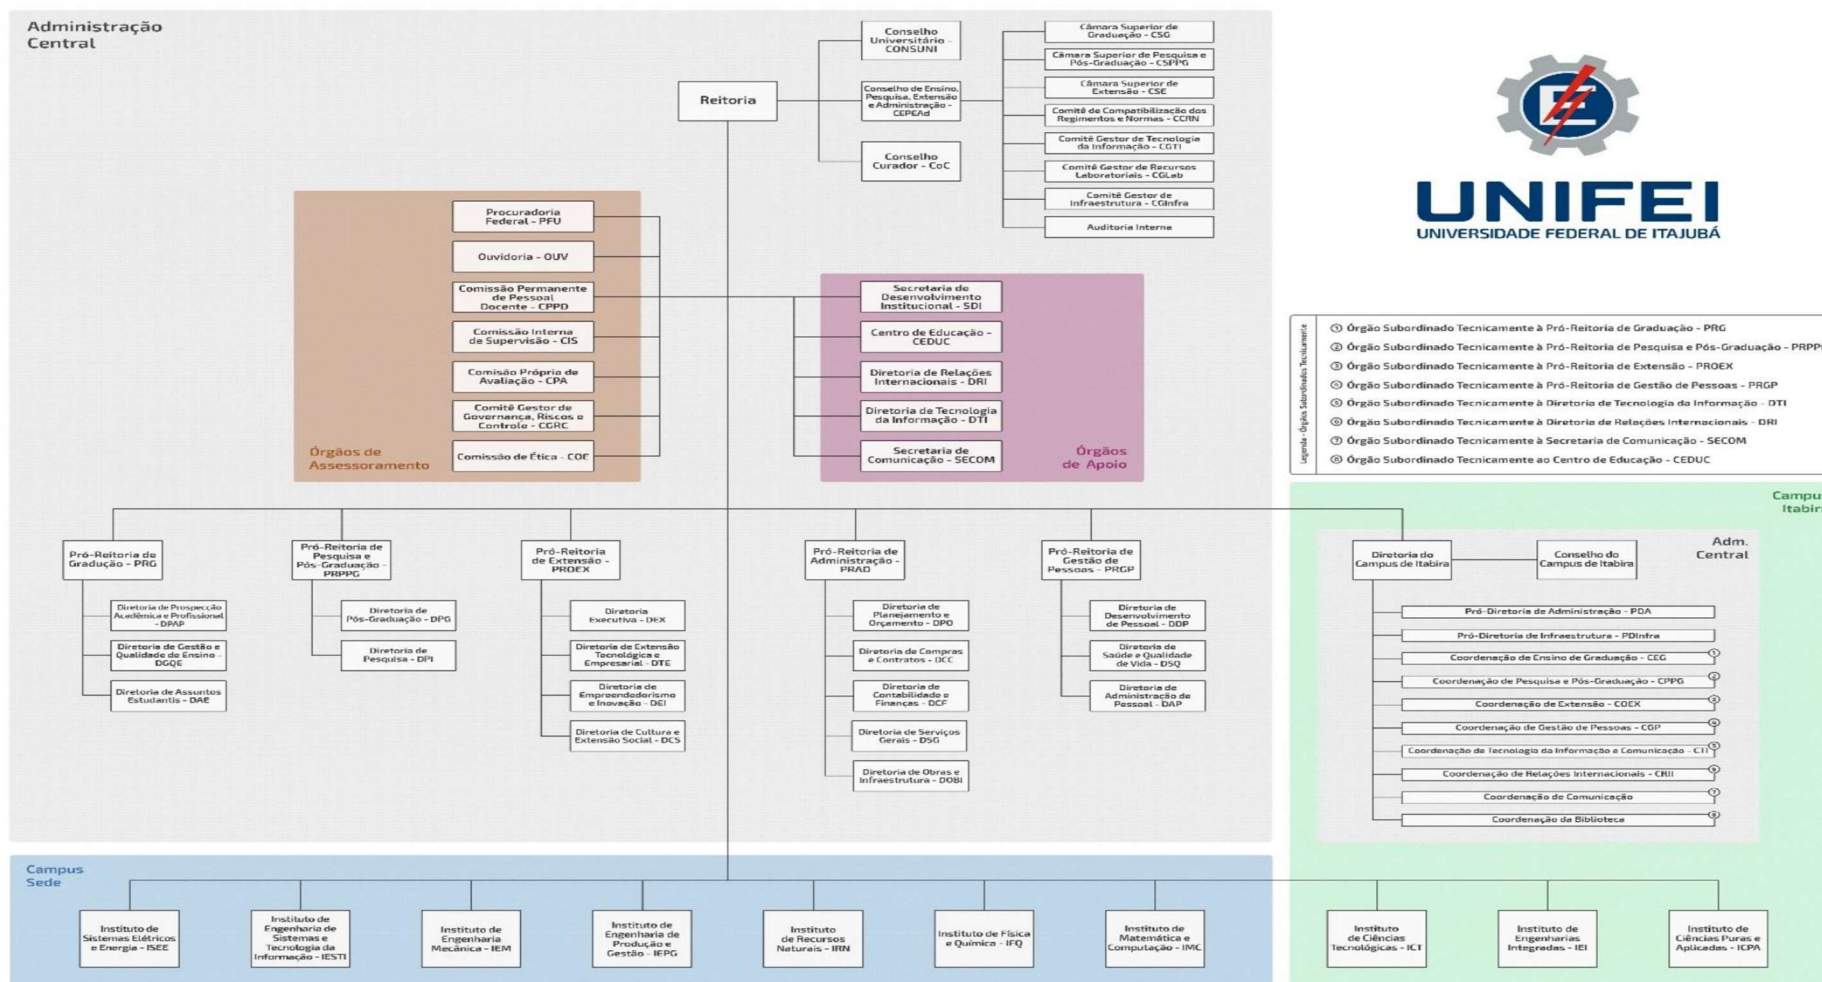 Administração
Central
Reitoria
Conselho
Universitário -
CONSUNI
Conselho de Ensino,
Pesquisa, Extensão
e Administração -
CEPEAd
Conselho
Curador - CoC
Câmara Superior de
Graduação - CSG
Câmara Superior de Pesquisa e
Pós-Graduação - CSPPG
Câmara Superior de
Extensão - CSE
Comitê de Compatibilização dos
Regimentos e Normas - CCRN
Comitê Gestor de Tecnologia
da Informação - CGTI
Comitê Gestor de Recursos
Laboratoriais - CGLab
Comitê Gestor de
Infraestrutura - CGInfra
Auditoria Interna
E
UNIFEI
UNIVERSIDADE FEDERAL DE ITAJUBÁ
Procuradoria
Federal - PFU
Ouvidoria - OUV
Comissão Permanente
de Pessoal
Docente - CPPD
Comissão Interna
de Supervisão - CIS
Comisão Própria de
Avaliação - CPA
Comitê Gestor de
Governança, Riscos e
Controle - CGRC
Comissão de Ética - COE
Órgãos de
Assessoramento
Secretaria de
Desenvolvimento
Institucional - SDI
Centro de Educação -
CEDUC
Diretoria de Relações
Internacionais - DRI
Diretoria de Tecnologia
da Informação - DTI
Secretaria de
Comunicação - SECOM
Órgãos
de Apoio
Legenda - Órgãos Subordinados Tecnicamente
① Órgão Subordinado Tecnicamente à Pró-Reitoria de Graduação - PRG
② Órgão Subordinado Tecnicamente à Pró-Reitoria de Pesquisa e Pós-Graduação - PRPPG
③ Órgão Subordinado Tecnicamente à Pró-Reitoria de Extensão - PROEX
④ Órgão Subordinado Tecnicamente à Pró-Reitoria de Gestão de Pessoas - PRGP
⑤ Órgão Subordinado Tecnicamente à Diretoria de Tecnologia da Informação - DTI
⑥ Órgão Subordinado Tecnicamente à Diretoria de Relações Internacionais - DRI
⑦ Órgão Subordinado Tecnicamente à Secretaria de Comunicação - SECOM
⑧ Órgão Subordinado Tecnicamente ao Centro de Educação - CEDUC
Pró-Reitoria de
Gradução - PRG
Diretoria de Prospecção
Acadêmica e Profissional
- DPAP
Diretoria de Gestão e
Qualidade de Ensino -
DGQE
Diretoria de Assuntos
Estudantis - DAE
Pró-Reitoria de
Pesquisa e
Pós-Graduação -
PRPPG
Diretoria de
Pós-Graduação - DPG
Diretoria de
Pesquisa - DPI
Pró-Reitoria
de Extensão -
PROEX
Diretoria
Executiva - DEX
Diretoria de Extensão
Tecnológica e
Empresarial - DTE
Diretoria de
Empreendedorismo
e Inovação - DEI
Diretoria de Cultura e
Extensão Social - DCS
Pró-Reitoria de
Administração -
PRAD
Diretoria de
Planejamento e
Orçamento - DPO
Diretoria de Compras
e Contratos - DCC
Diretoria de
Contabilidade e
Finanças - DCF
Diretoria de Serviços
Gerais - DSG
Diretoria de Obras e
Infraestrutura - DOBI
Pró-Reitoria de
Gestão de
Pessoas - PRGP
Diretoria de
Desenvolvimento
de Pessoal - DDP
Diretoria de
Saúde e Qualidade
de Vida - DSQ
Diretoria de
Administração de
Pessoal - DAP
Campus
Itabira
Adm.
Central
Diretoria do
Campus de Itabira
Conselho do
Campus de Itabira
Pró-Diretoria de Administração - PDA
Pró-Diretoria de Infraestrutura - PDInfra
Coordenação de Ensino de Graduação - CEG ①
Coordenação de Pesquisa e Pós-Graduação - CPPG ②
Coordenação de Extensão - COEX ③
Coordenação de Gestão de Pessoas - CGP ④
Coordenação de Tecnologia da Informação e Comunicação - CTI ⑤
Coordenação de Relações Internacionais - CRII ⑥
Coordenação de Comunicação ⑦
Coordenação da Biblioteca ⑧
Campus
Sede
Instituto de
Sistemas Elétricos
e Energia - ISEE
Instituto de
Engenharia de
Sistemas e
Tecnologia da
Informação - IESTI
Instituto de
Engenharia
Mecânica - IEM
Instituto de
Engenharia de
Produção e
Gestão - IEPG
Instituto
de Recursos
Naturais - IRN
Instituto de Física
e Química - IFQ
Instituto de
Matemática e
Computação - IMC
Instituto
de Ciências
Tecnológicas - ICT
Instituto de
Engenharias
Integradas - IEI
Instituto de
Ciências Puras e
Aplicadas - ICPA